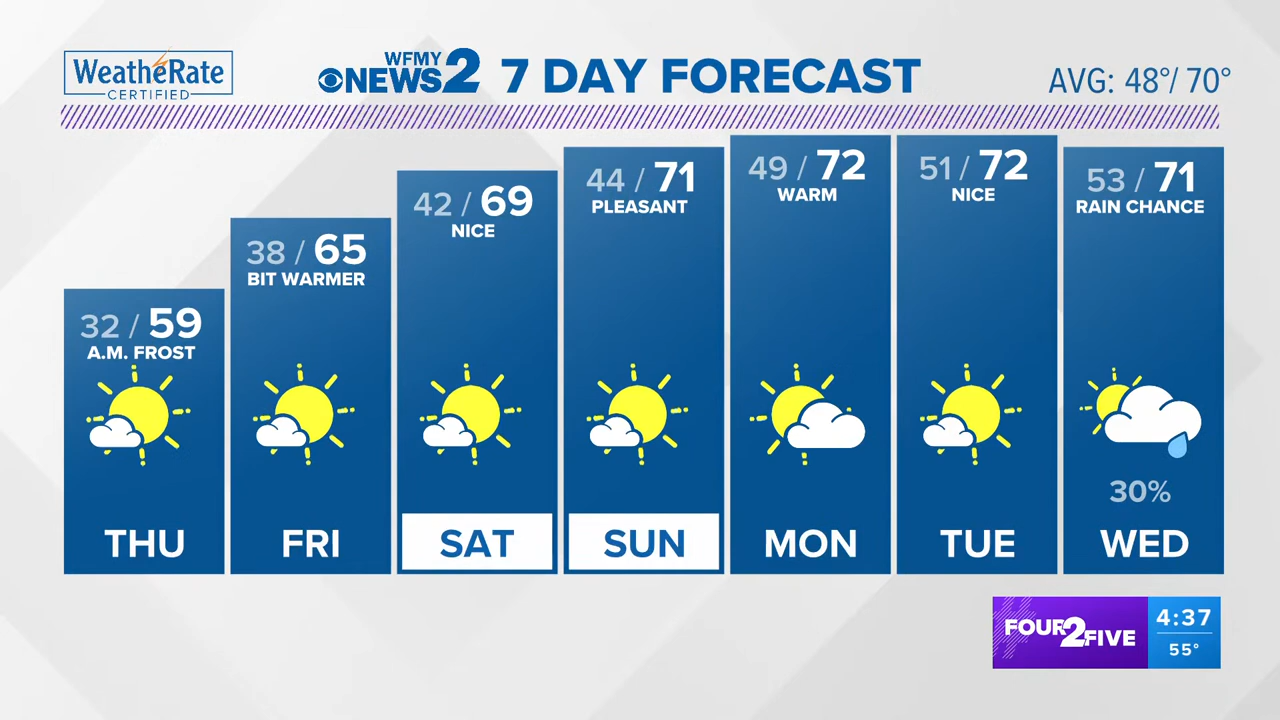 WeatheRate
CERTIFIED
WFMY
NEWS 2
7 DAY FORECAST
AVG: 48°/ 70°
32 / 59
A.M. FROST
THU
38 / 65
BIT WARMER
FRI
42 / 69
NICE
SAT
44 / 71
PLEASANT
SUN
49 / 72
WARM
MON
51 / 72
NICE
TUE
53 / 71
RAIN CHANCE
30%
WED
FOUR2FIVE
4:37
55°